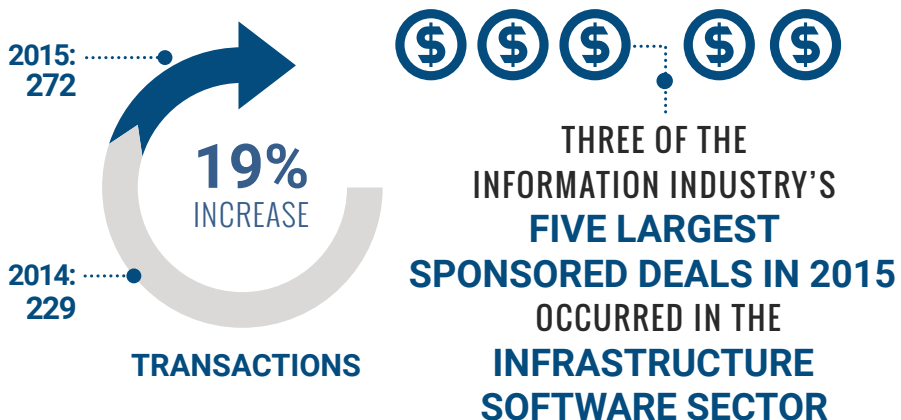 2015:
272
19%
INCREASE
2014:
229
TRANSACTIONS
$ $ $ $ $
THREE OF THE
INFORMATION INDUSTRY'S
FIVE LARGEST
SPONSORED DEALS IN 2015
OCCURRED IN THE
INFRASTRUCTURE
SOFTWARE SECTOR